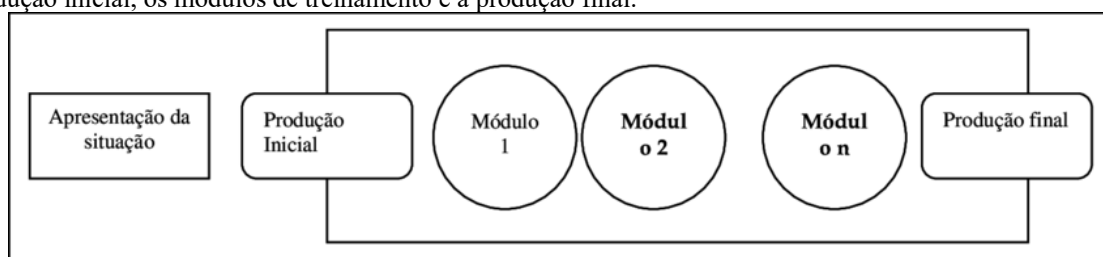 dução inicial, os módulos de treinamento e a produção final.
Apresentação da
situação
Produção
Inicial
Módulo
1
Módul
o 2
Módul
o n
Produção final